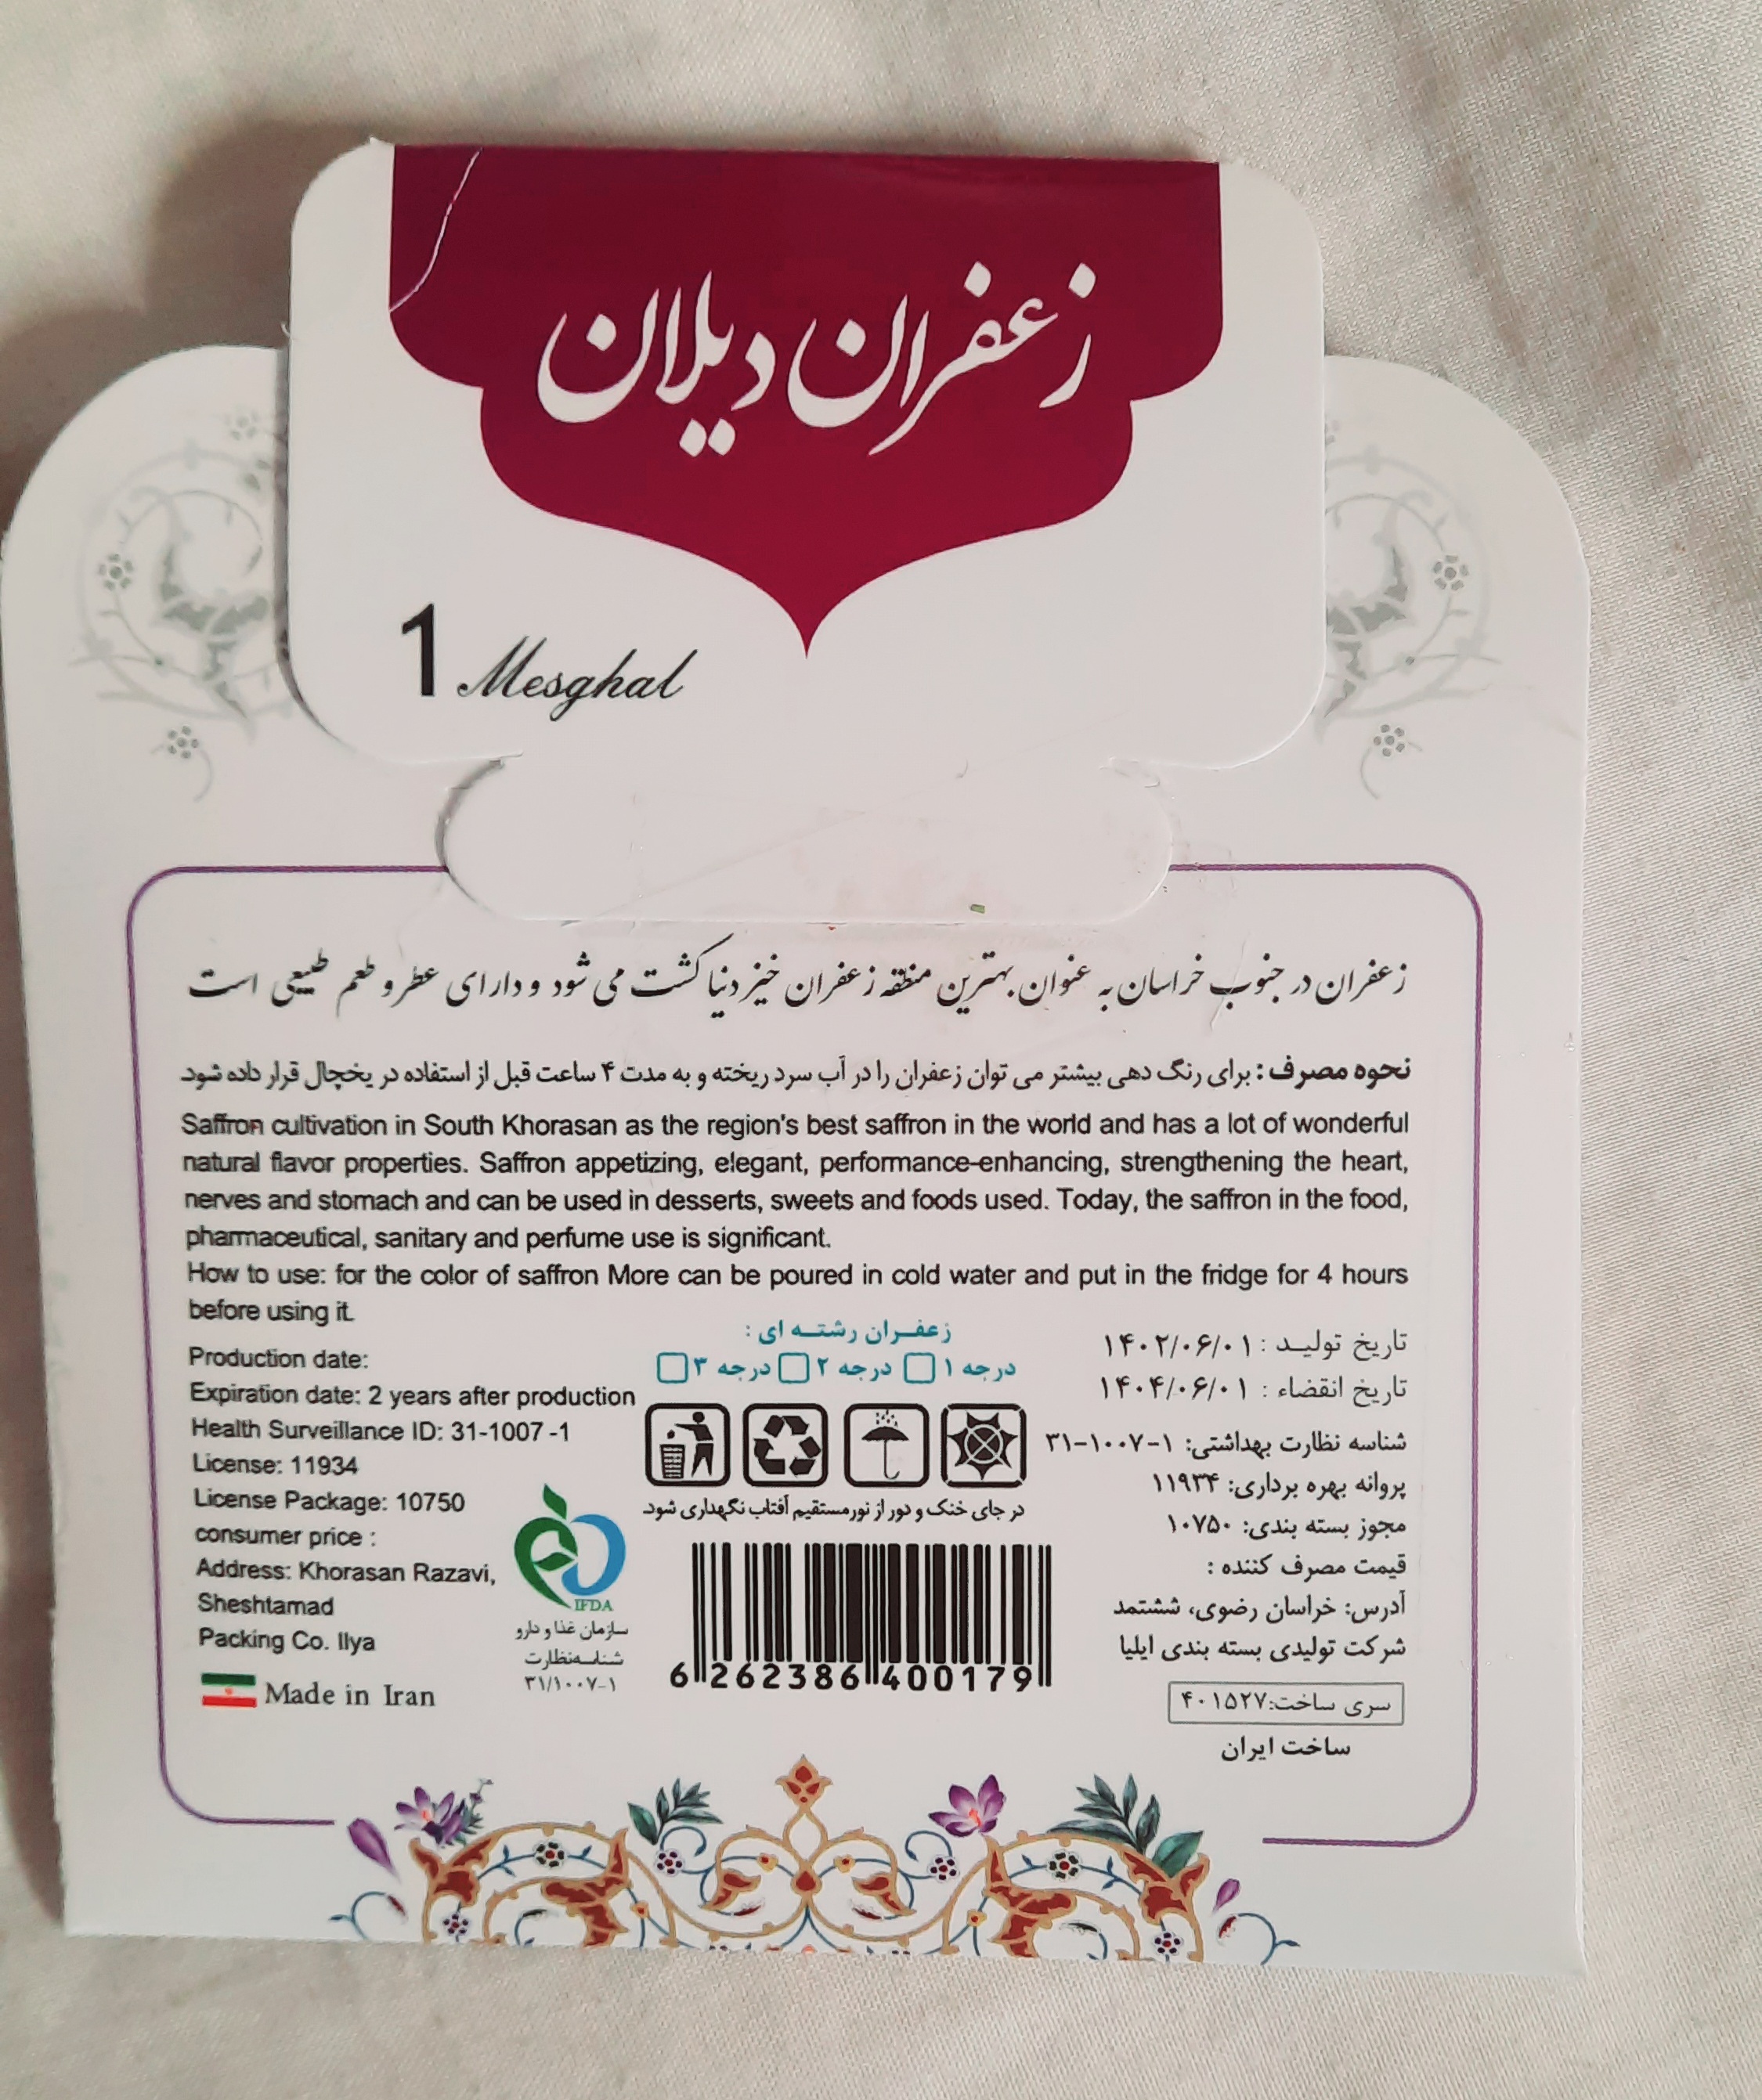 زعفران دیلان
1 Mesghal
زعفران در جنوب خراسان به عنوان بهترین منطقه زعفران خیز دنیا کشت می شود و دارای عطر و طعم طبیعی است
نحوه مصرف: برای رنگ دهی بیشتر می توان زعفران را در آب سرد ریخته و به مدت ۴ ساعت قبل از استفاده در یخچال قرار داده شود.
Saffron cultivation in South Khorasan as the region's best saffron in the world and has a lot of wonderful
natural flavor properties. Saffron appetizing, elegant, performance-enhancing, strengthening the heart,
nerves and stomach and can be used in desserts, sweets and foods used. Today, the saffron in the food,
pharmaceutical, sanitary and perfume use is significant.
How to use: for the color of saffron More can be poured in cold water and put in the fridge for 4 hours
before using it.
Production date:
Expiration date: 2 years after production
Health Surveillance ID: 31-1007 -1
License: 11934
License Package: 10750
consumer price :
Address: Khorasan Razavi,
Sheshtamad
Packing Co. Ilya
Made in Iran
زعفـران رشتـه ای :
درجه ۱ درجه ۲ درجه ۳
در جای خنک و دور از نور مستقیم آفتاب نگهداری شود.
IFDA
سازمان غذا و دارو
شناسه‌نظارت
۳۱/۱۰۰۷-۱
6 262386 400179
تاریخ تولیـد : ۱۴۰۲/۰۶/۰۱
تاریخ انقضاء : ۱۴۰۴/۰۶/۰۱
شناسه نظارت بهداشتی: ۱-۱۰۰۷-۳۱
پروانه بهره برداری: ۱۱۹۳۴
مجوز بسته بندی: ۱۰۷۵۰
قیمت مصرف کننده :
آدرس: خراسان رضوی، ششتمد
شرکت تولیدی بسته بندی ایلیا
سری ساخت:۴۰۱۵۲۷
ساخت ایران